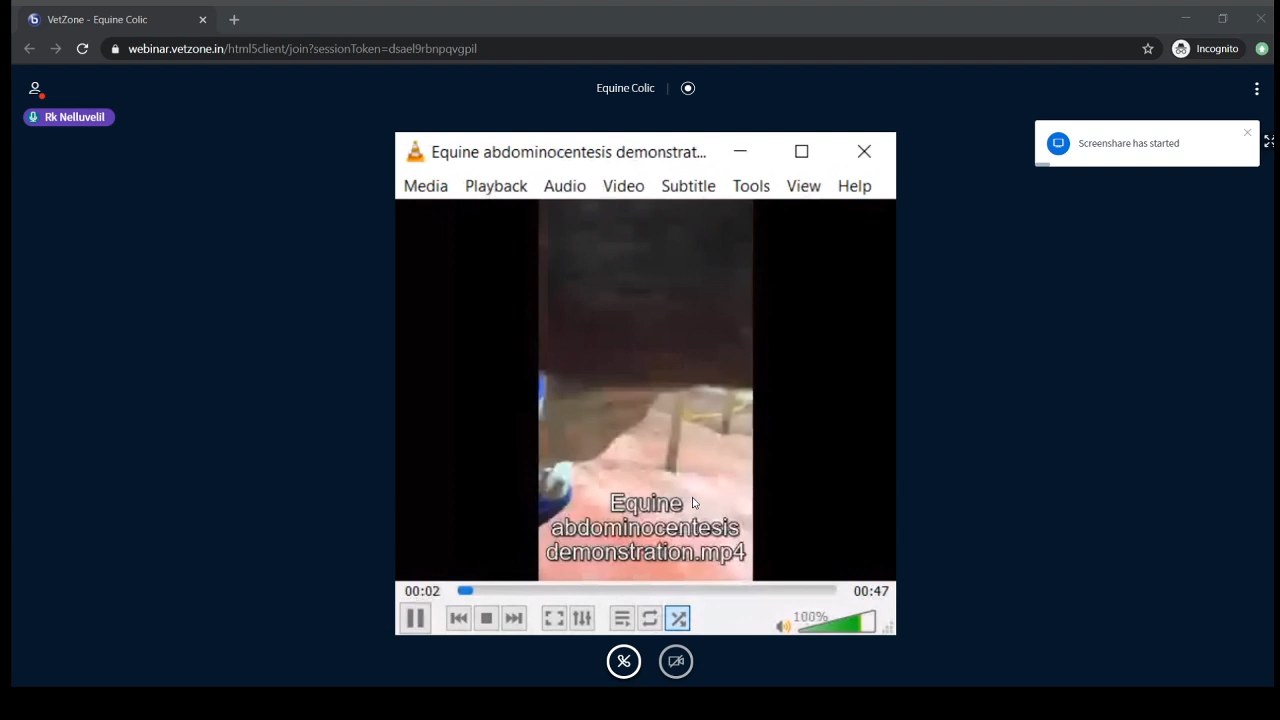 VetZone - Equine Colic
webinar.vetzone.in/html5client/join?sessionToken=dsael9rbnpqvgpil
Incognito
Equine Colic
Rk Nelluvelil
Screenshare has started
Equine abdominocentesis demonstrat...
Media Playback Audio Video Subtitle Tools View Help
Equine
abdominocentesis
demonstration.mp4
00:02 00:47
100%